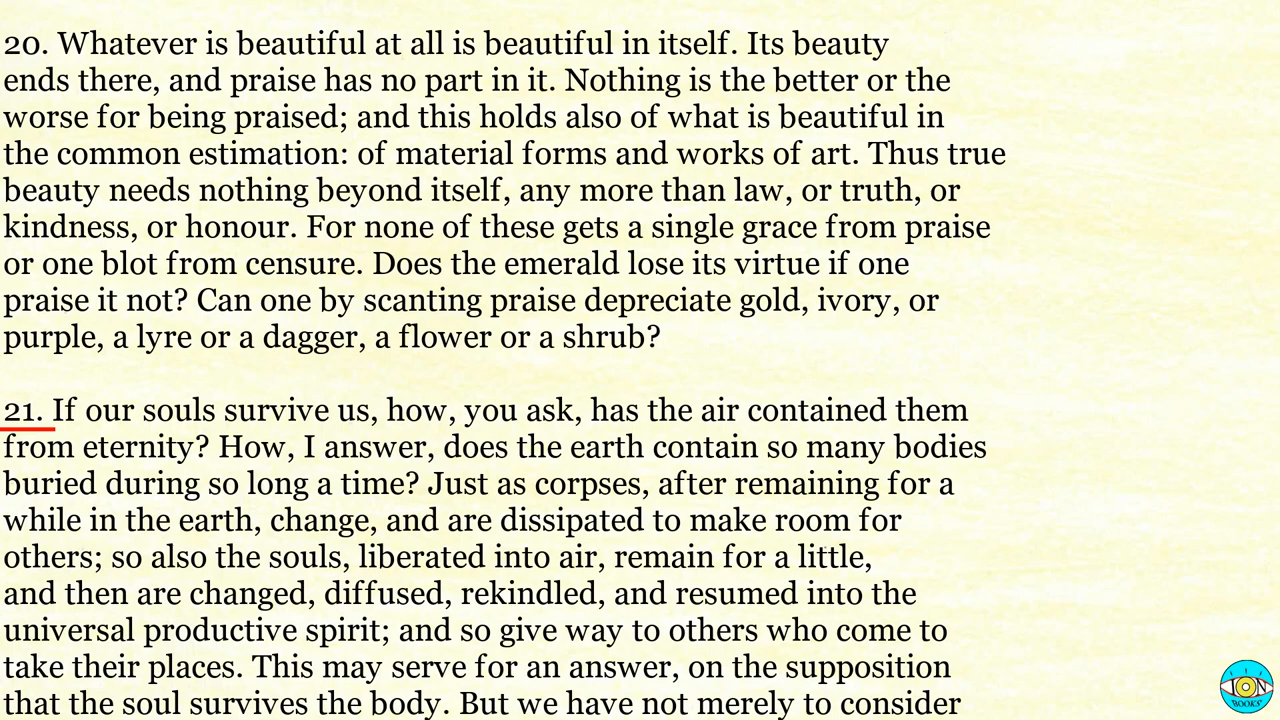 20. Whatever is beautiful at all is beautiful in itself. Its beauty
ends there, and praise has no part in it. Nothing is the better or the
worse for being praised; and this holds also of what is beautiful in
the common estimation: of material forms and works of art. Thus true
beauty needs nothing beyond itself, any more than law, or truth, or
kindness, or honour. For none of these gets a single grace from praise
or one blot from censure. Does the emerald lose its virtue if one
praise it not? Can one by scanting praise depreciate gold, ivory, or
purple, a lyre or a dagger, a flower or a shrub?
21. If our souls survive us, how, you ask, has the air contained them
from eternity? How, I answer, does the earth contain so many bodies
buried during so long a time? Just as corpses, after remaining for a
while in the earth, change, and are dissipated to make room for
others; so also the souls, liberated into air, remain for a little,
and then are changed, diffused, rekindled, and resumed into the
universal productive spirit; and so give way to others who come to
take their places. This may serve for an answer, on the supposition
that the soul survives the body. But we have not merely to consider
BOOKS